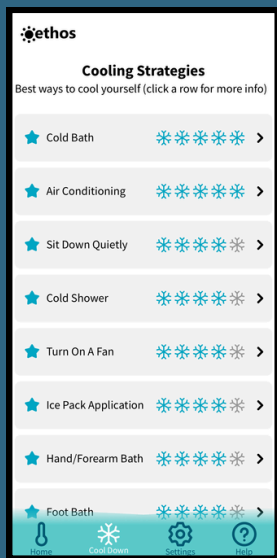 ethos
Cooling Strategies
Best ways to cool yourself (click a row for more info)
Cold Bath
Air Conditioning
Sit Down Quietly
Cold Shower
Turn On A Fan
Ice Pack Application
Hand/Forearm Bath
Foot Bath
Home Cool Down Settings Help